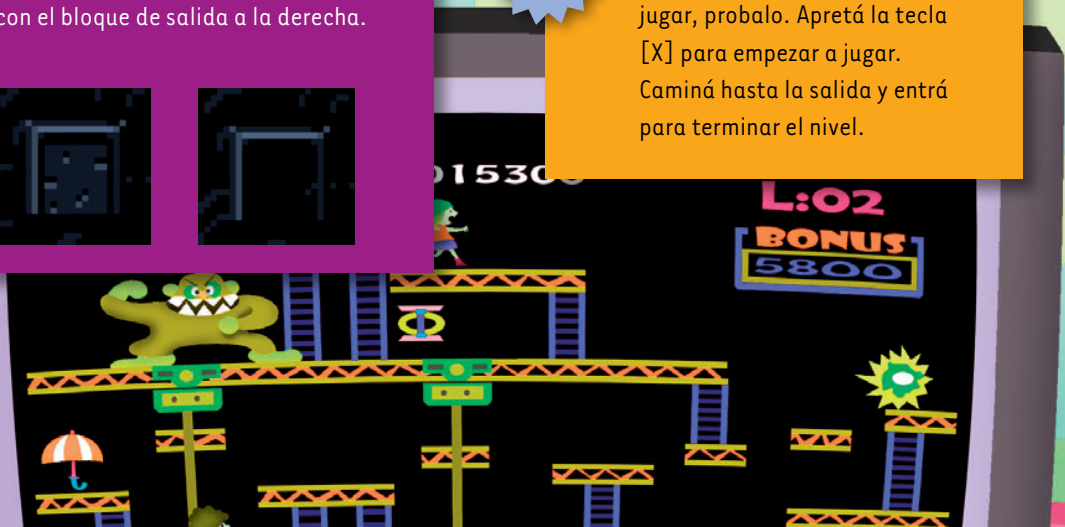 con el bloque de salida a la derecha.
jugar, probalo. Apretá la tecla
[X] para empezar a jugar.
Caminá hasta la salida y entrá
para terminar el nivel.
015300
L:02
BONUS
5800